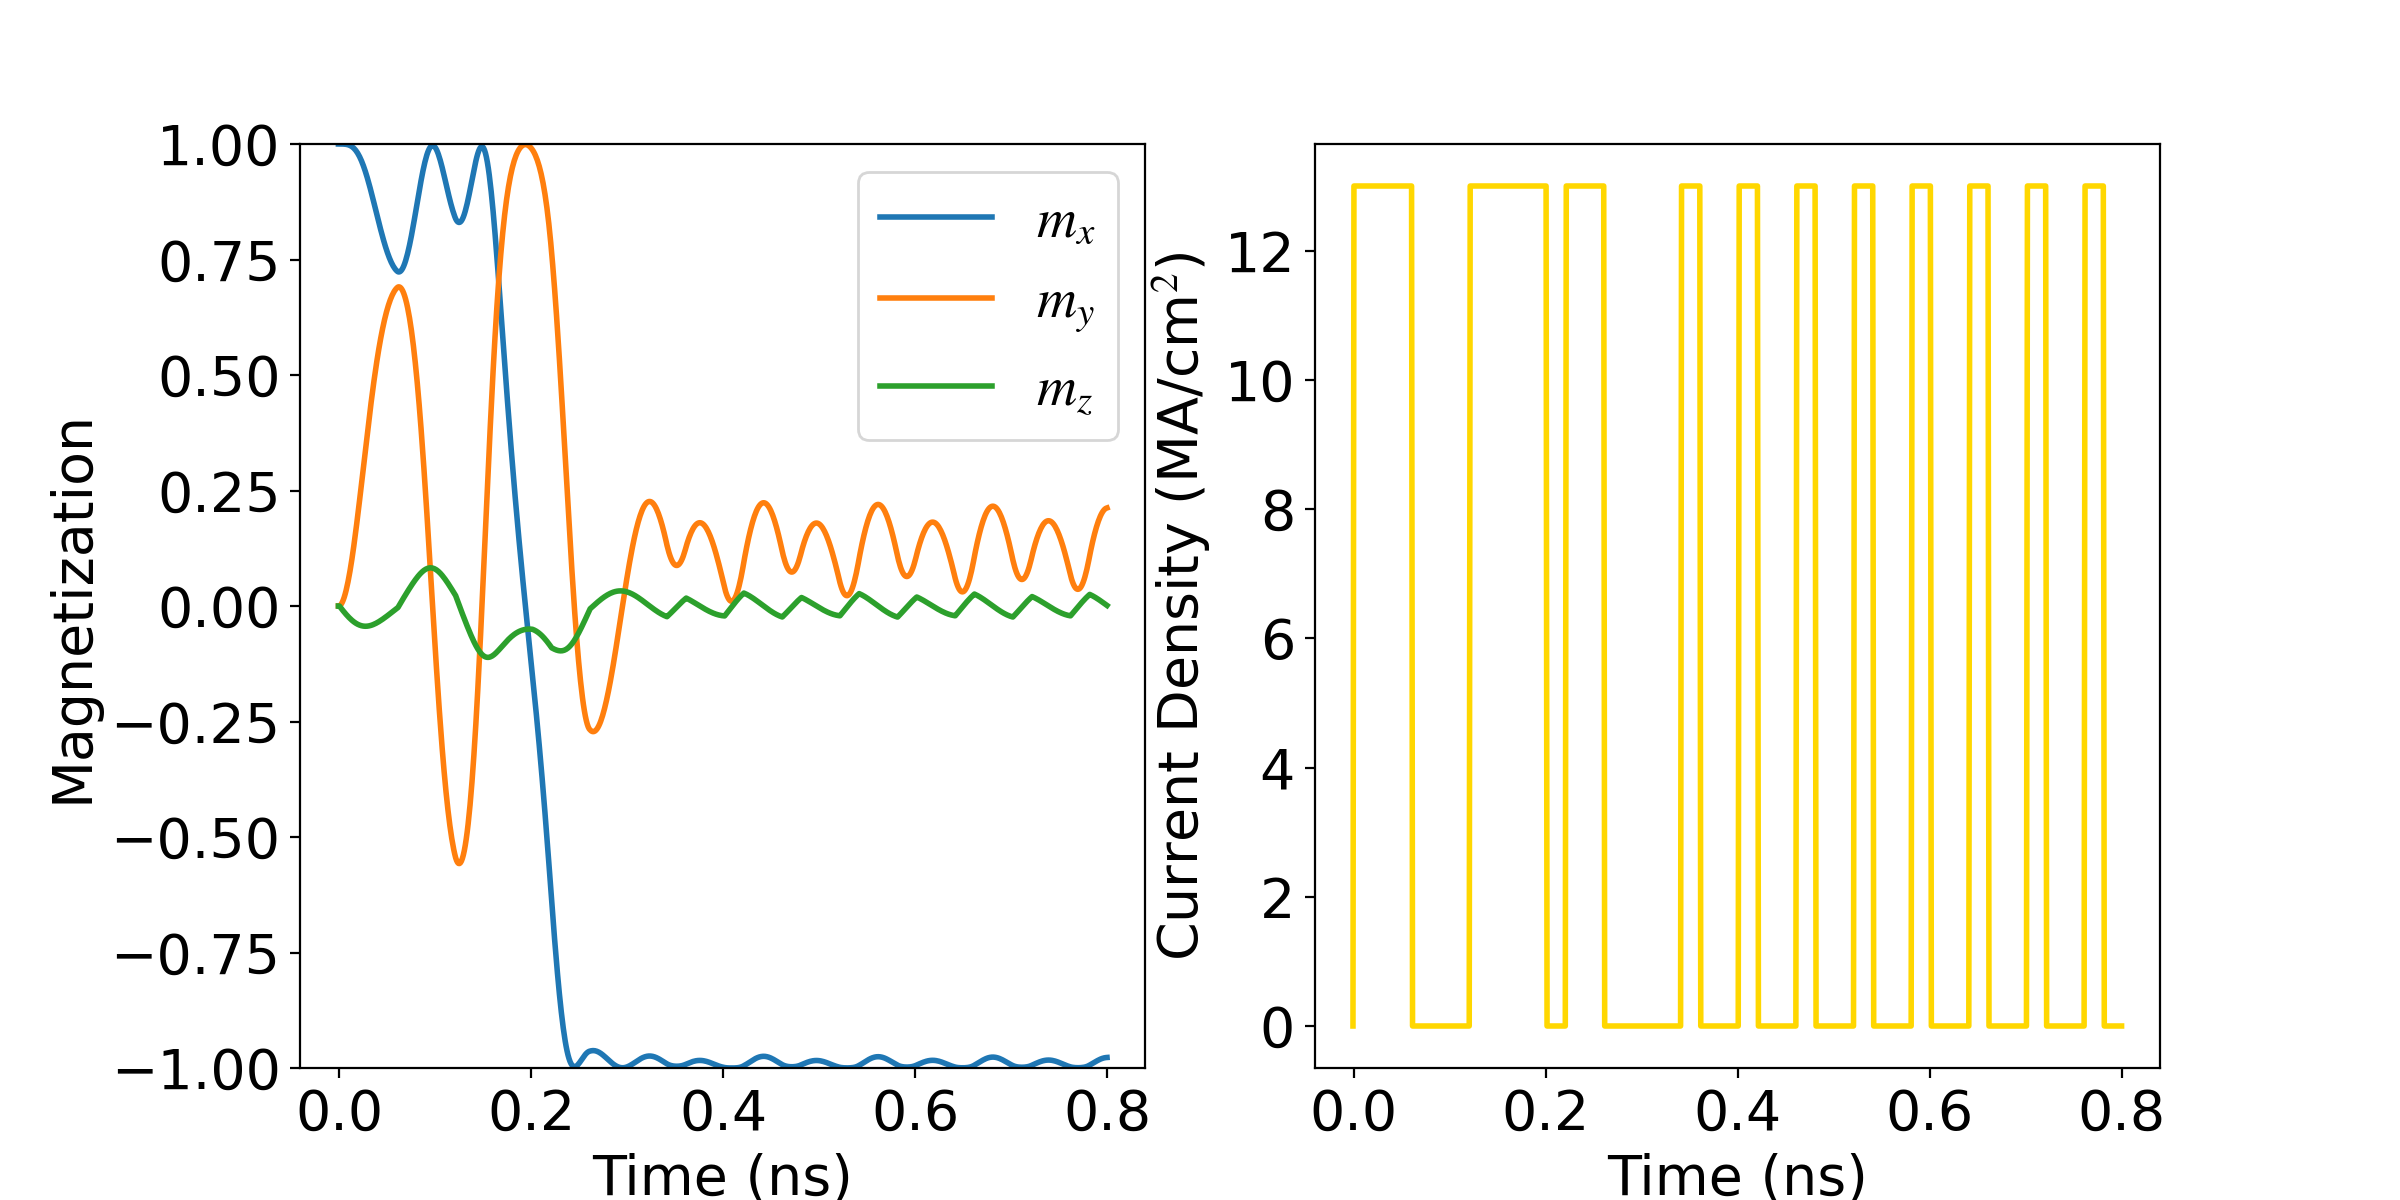 1.00
0.75
0.50
0.25
0.00
−0.25
−0.50
−0.75
−1.00
Magnetization
0.0 0.2 0.4 0.6 0.8
Time (ns)
m_x
m_y
m_z
12
10
8
6
4
2
0
Current Density (MA/cm²)
0.0 0.2 0.4 0.6 0.8
Time (ns)